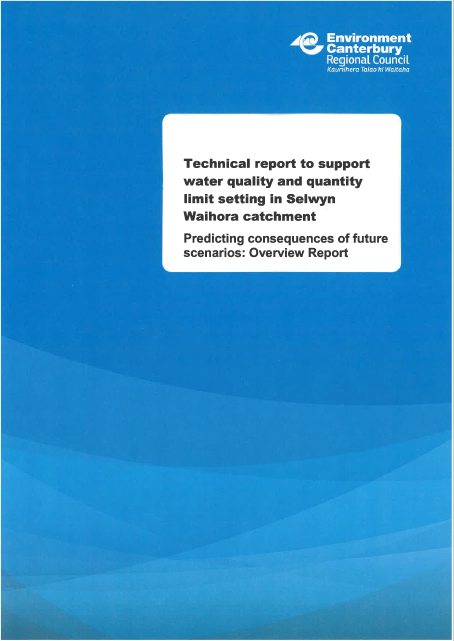 Environment
Canterbury
Regional Council
Kaunihera Taiao ki Waitaha
Technical report to support
water quality and quantity
limit setting in Selwyn
Waihora catchment
Predicting consequences of future
scenarios: Overview Report